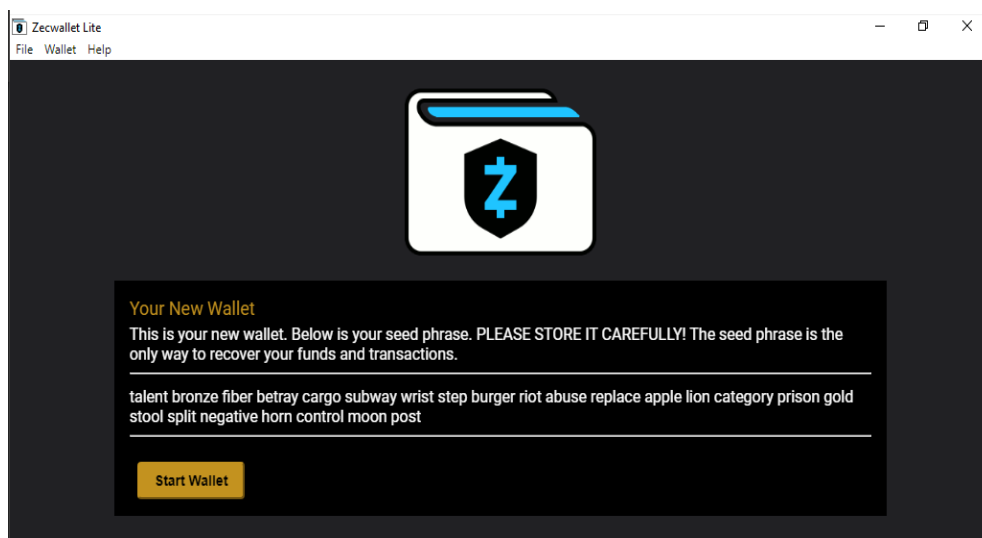 Zecwallet Lite
File Wallet Help
Your New Wallet
This is your new wallet. Below is your seed phrase. PLEASE STORE IT CAREFULLY! The seed phrase is the
only way to recover your funds and transactions.
talent bronze fiber betray cargo subway wrist step burger riot abuse replace apple lion category prison gold
stool split negative horn control moon post
Start Wallet